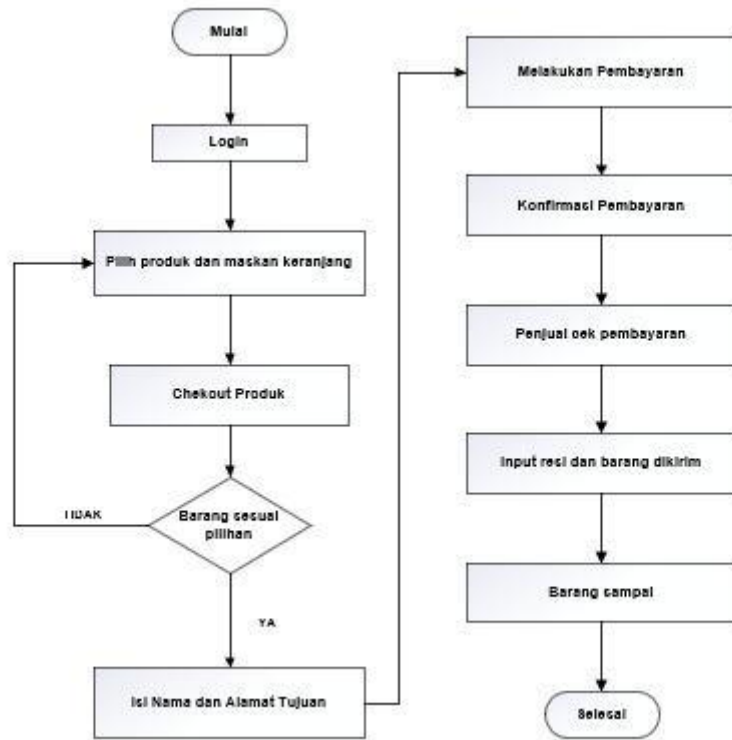 Mulai
Login
Pilih produk dan maskan keranjang
Chekout Produk
Barang sesuai
pilihan
TIDAK
YA
Isi Nama dan Alamat Tujuan
Melakukan Pembayaran
Konfirmasi Pembayaran
Penjual cek pembayaran
Input resi dan barang dikirim
Barang sampai
Selesai